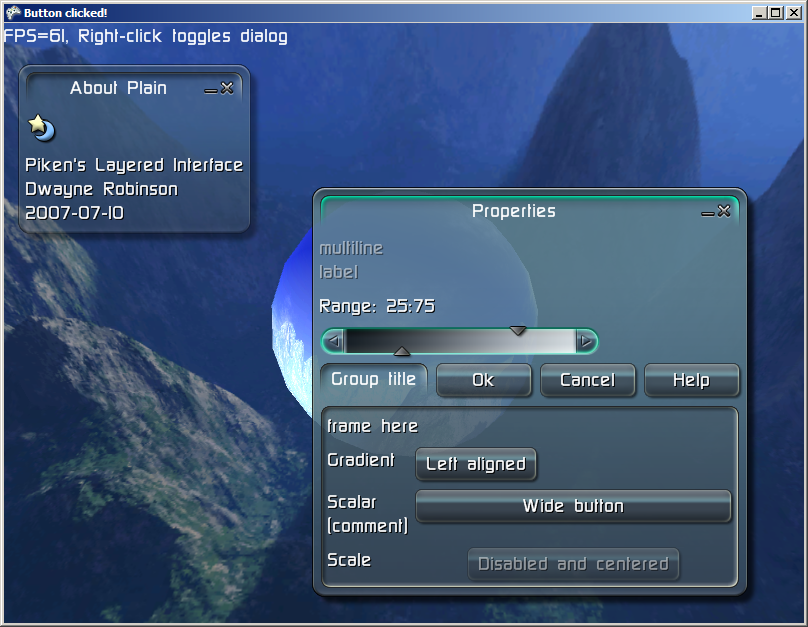 Button clicked!
FPS=61, Right-click toggles dialog
About Plain
Piken's Layered Interface
Dwayne Robinson
2007-07-10
Properties
multiline
label
Range: 25:75
Group title
Ok
Cancel
Help
frame here
Gradient
Left aligned
Scalar
(comment)
Wide button
Scale
Disabled and centered